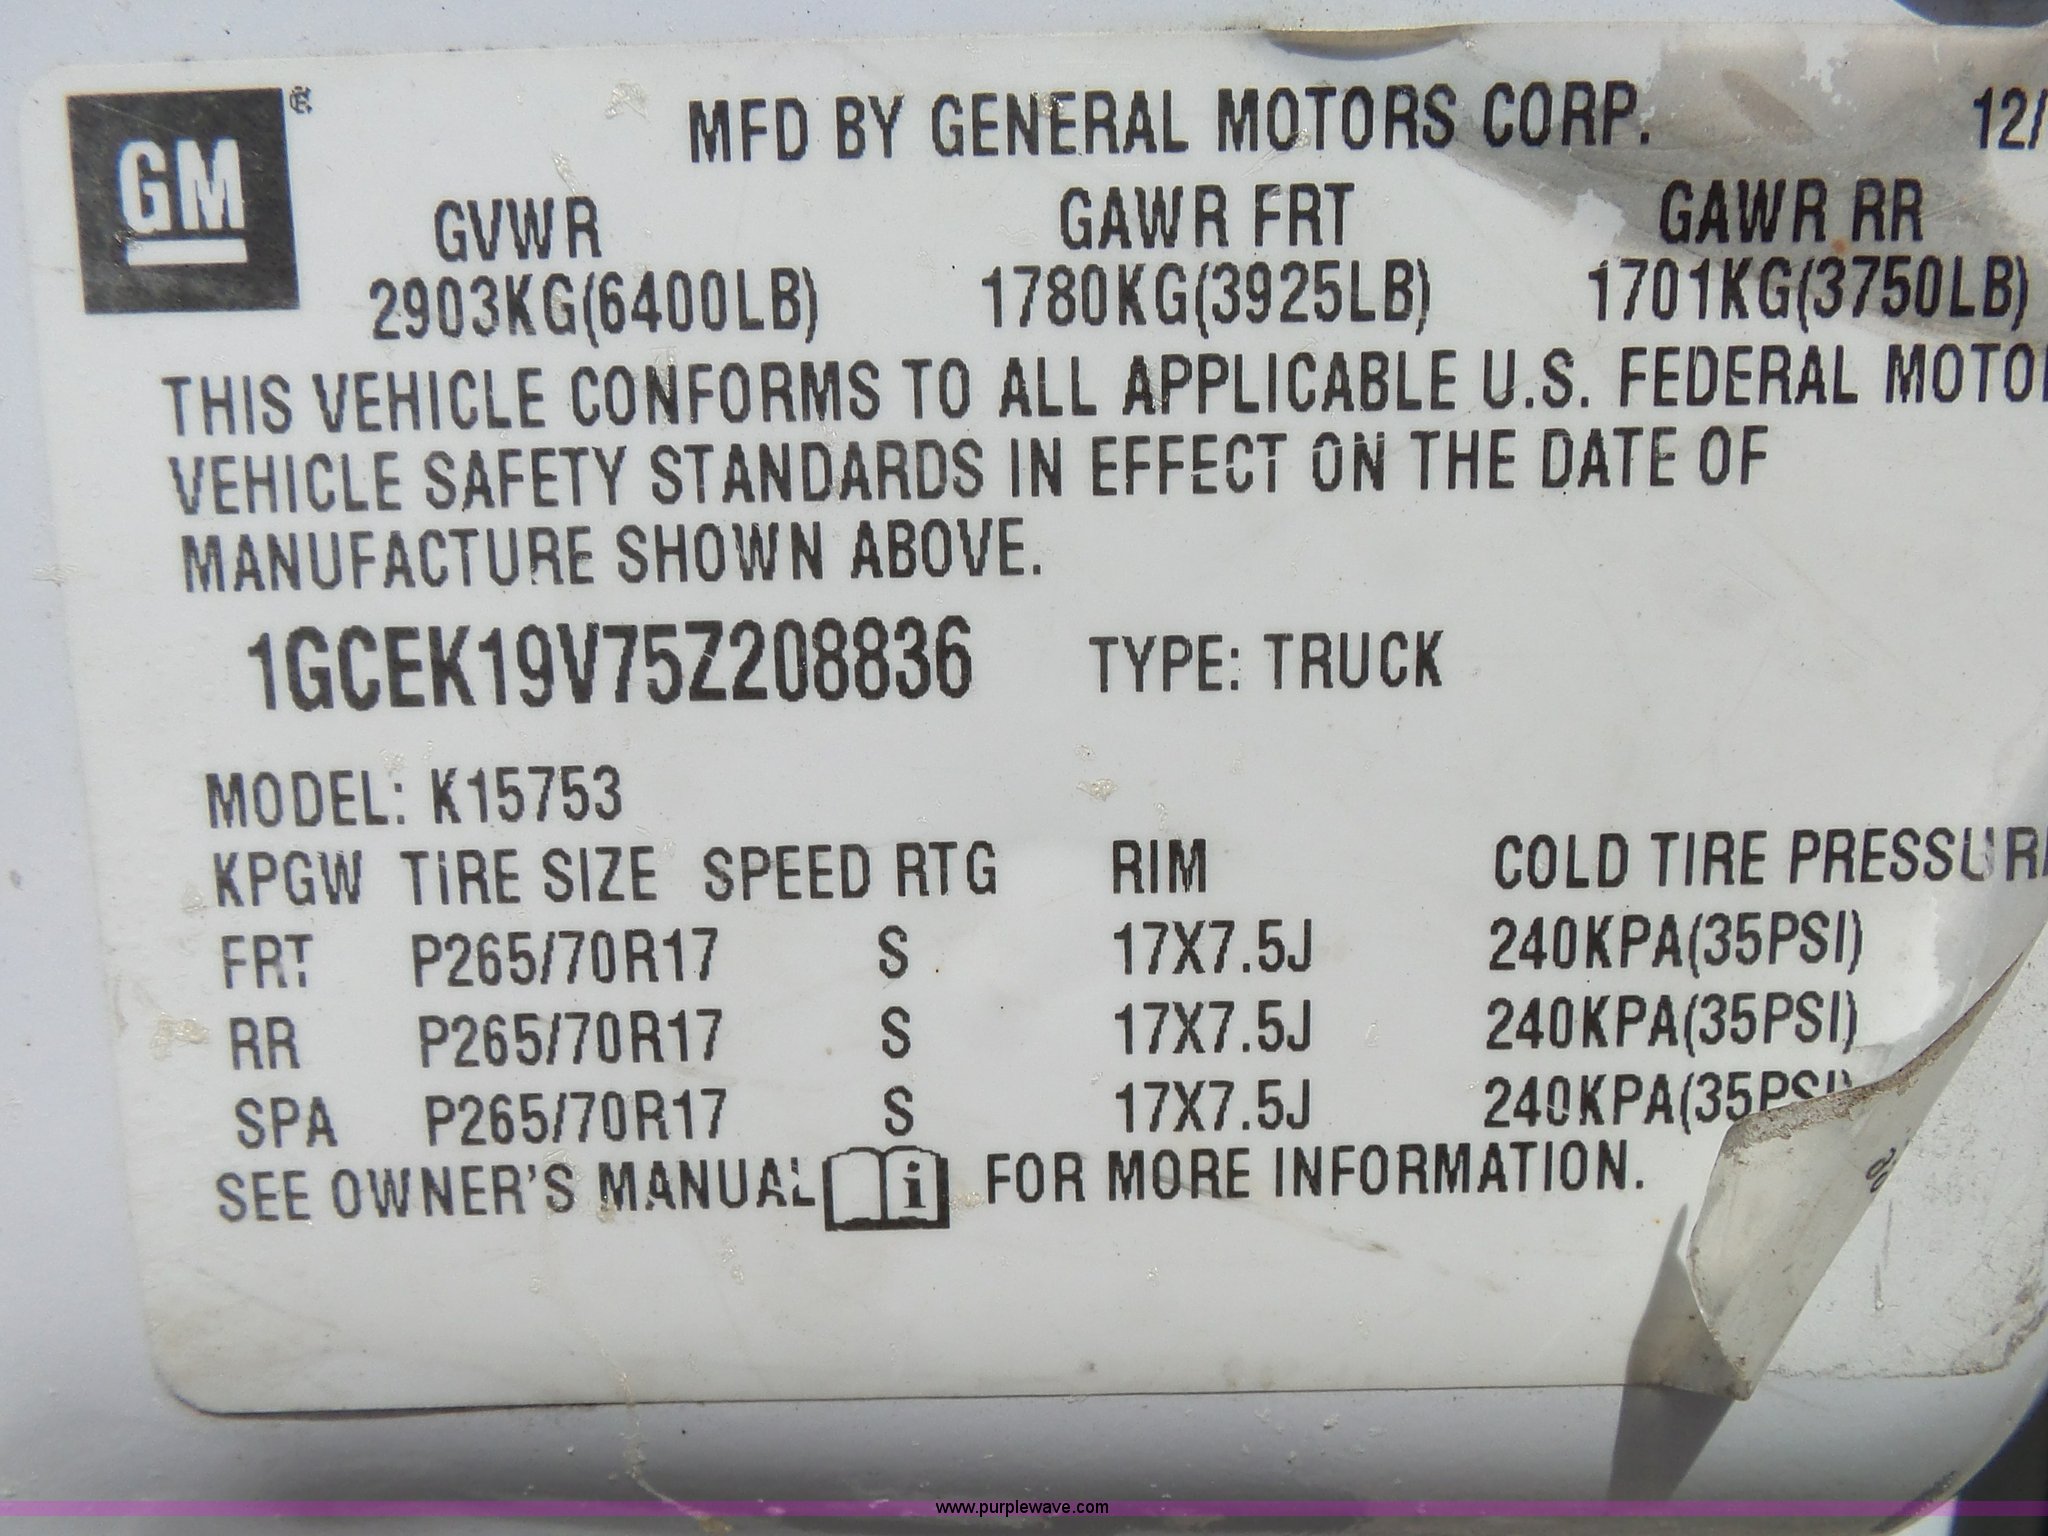 GM
MFD BY GENERAL MOTORS CORP. 12/
GVWR GAWR FRT GAWR RR
2903KG(6400LB) 1780KG(3925LB) 1701KG(3750LB)
THIS VEHICLE CONFORMS TO ALL APPLICABLE U.S. FEDERAL MOTOR
VEHICLE SAFETY STANDARDS IN EFFECT ON THE DATE OF
MANUFACTURE SHOWN ABOVE.
1GCEK19V75Z208836 TYPE: TRUCK
MODEL: K15753
KPGW TIRE SIZE SPEED RTG RIM COLD TIRE PRESSURE
FRT P265/70R17 S 17X7.5J 240KPA(35PSI)
RR P265/70R17 S 17X7.5J 240KPA(35PSI)
SPA P265/70R17 S 17X7.5J 240KPA(35PSI)
SEE OWNER'S MANUAL i FOR MORE INFORMATION.
www.purplewave.com